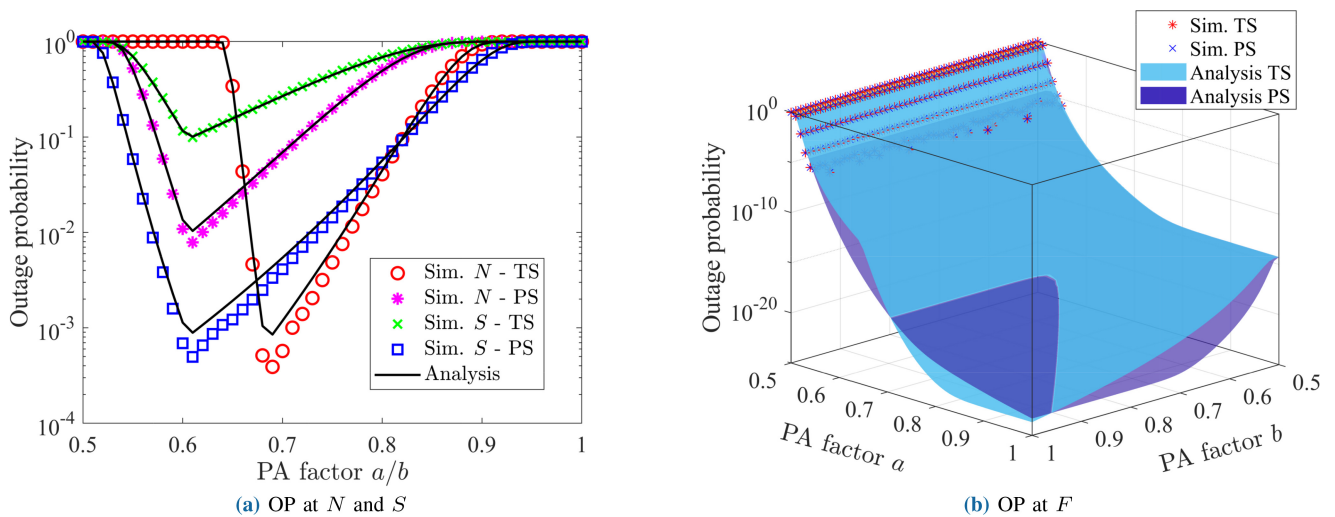 10^0
10^-1
10^-2
10^-3
10^-4
Outage probability
0.5 0.6 0.7 0.8 0.9 1
PA factor a/b
Sim. N - TS
Sim. N - PS
Sim. S - TS
Sim. S - PS
Analysis
(a) OP at N and S
Sim. TS
Sim. PS
Analysis TS
Analysis PS
10^0
10^-10
10^-20
Outage probability
0.5 0.6 0.7 0.8 0.9 1
PA factor a
1 0.9 0.8 0.7 0.6 0.5
PA factor b
(b) OP at F